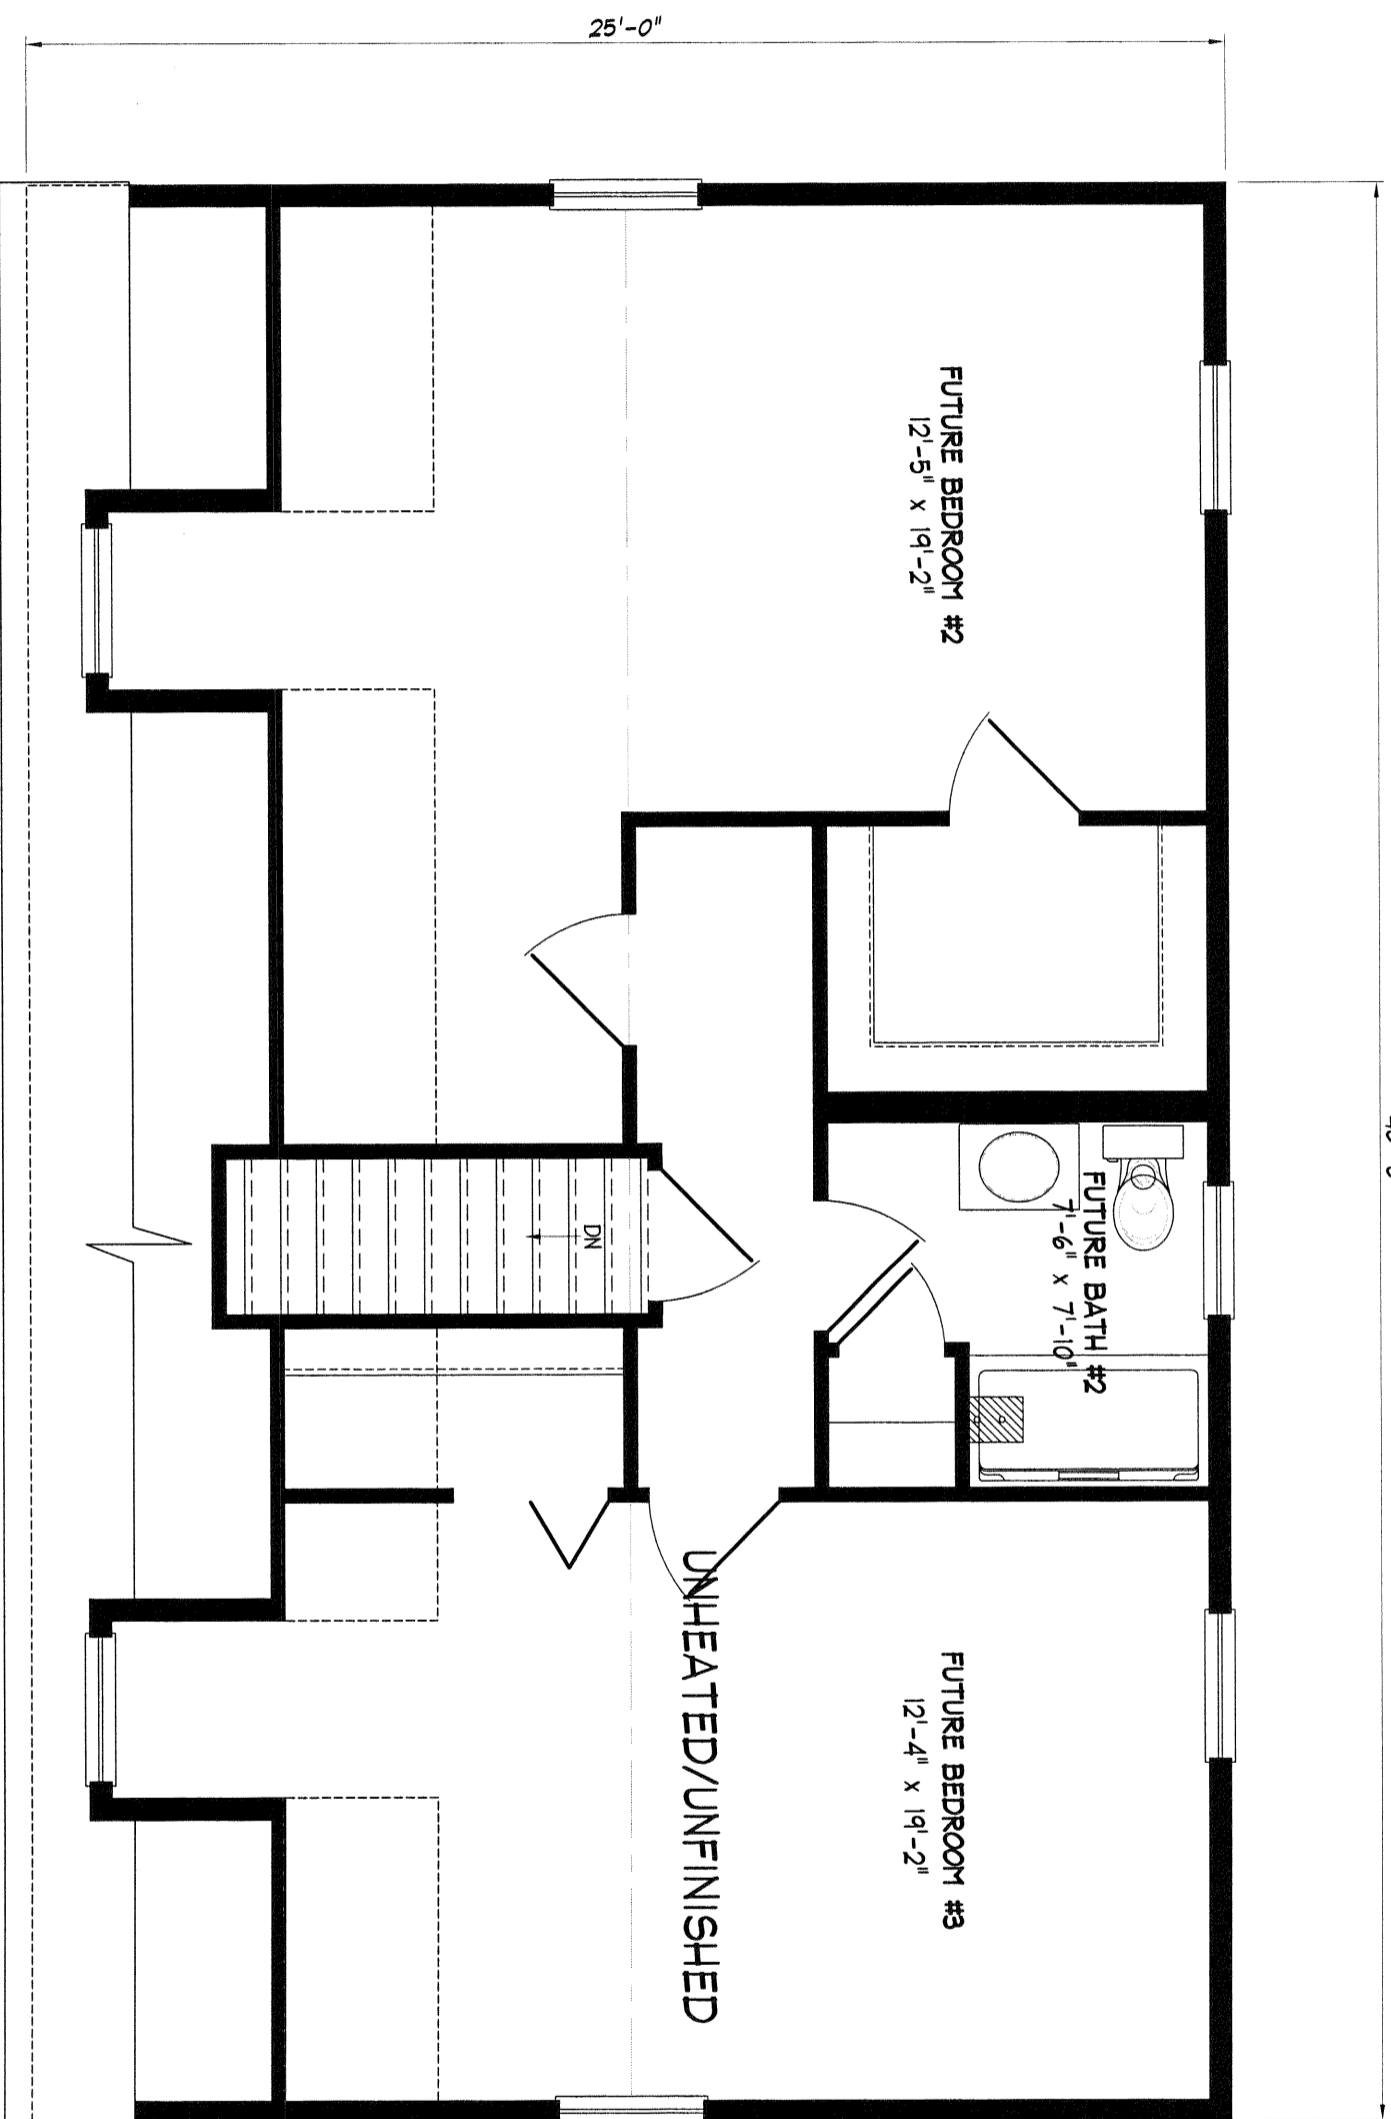 25'-0"
FUTURE BEDROOM #2
12'-5" x 19'-2"
DN
FUTURE BATH #2
7'-6" x 7'-10"
UNHEATED/UNFINISHED
FUTURE BEDROOM #3
12'-4" x 19'-2"